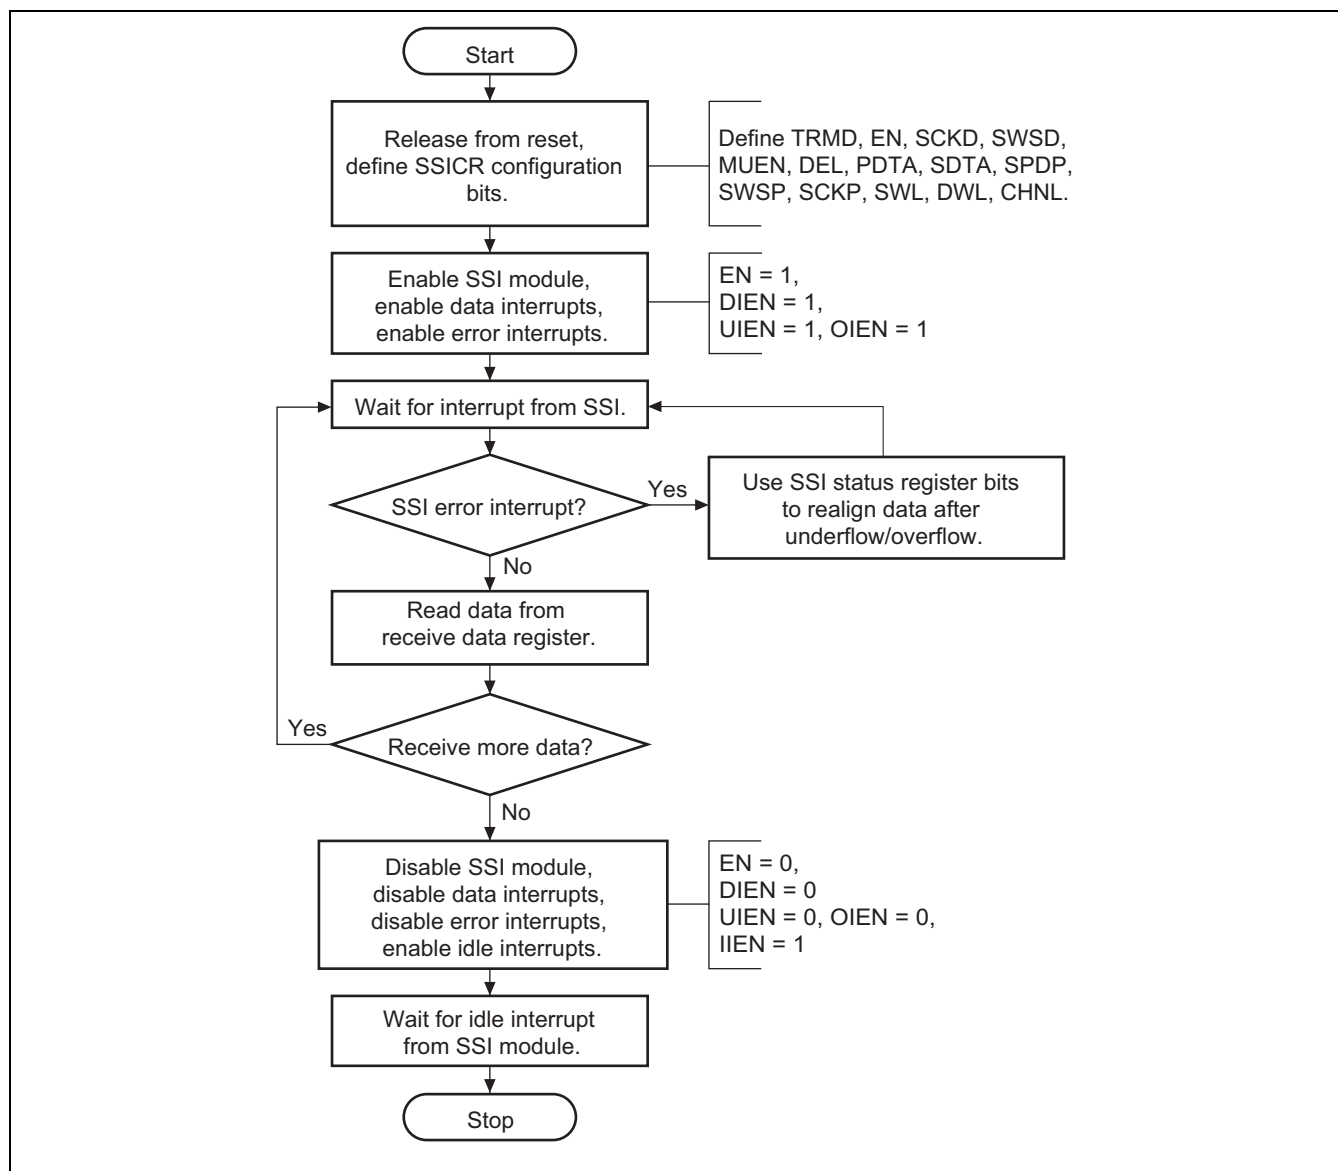 Start
Release from reset,
define SSICR configuration
bits.
Define TRMD, EN, SCKD, SWSD,
MUEN, DEL, PDTA, SDTA, SPDP,
SWSP, SCKP, SWL, DWL, CHNL.
Enable SSI module,
enable data interrupts,
enable error interrupts.
EN = 1,
DIEN = 1,
UIEN = 1, OIEN = 1
Wait for interrupt from SSI.
SSI error interrupt?
Yes
Use SSI status register bits
to realign data after
underflow/overflow.
No
Read data from
receive data register.
Yes
Receive more data?
No
Disable SSI module,
disable data interrupts,
disable error interrupts,
enable idle interrupts.
EN = 0,
DIEN = 0
UIEN = 0, OIEN = 0,
IIEN = 1
Wait for idle interrupt
from SSI module.
Stop